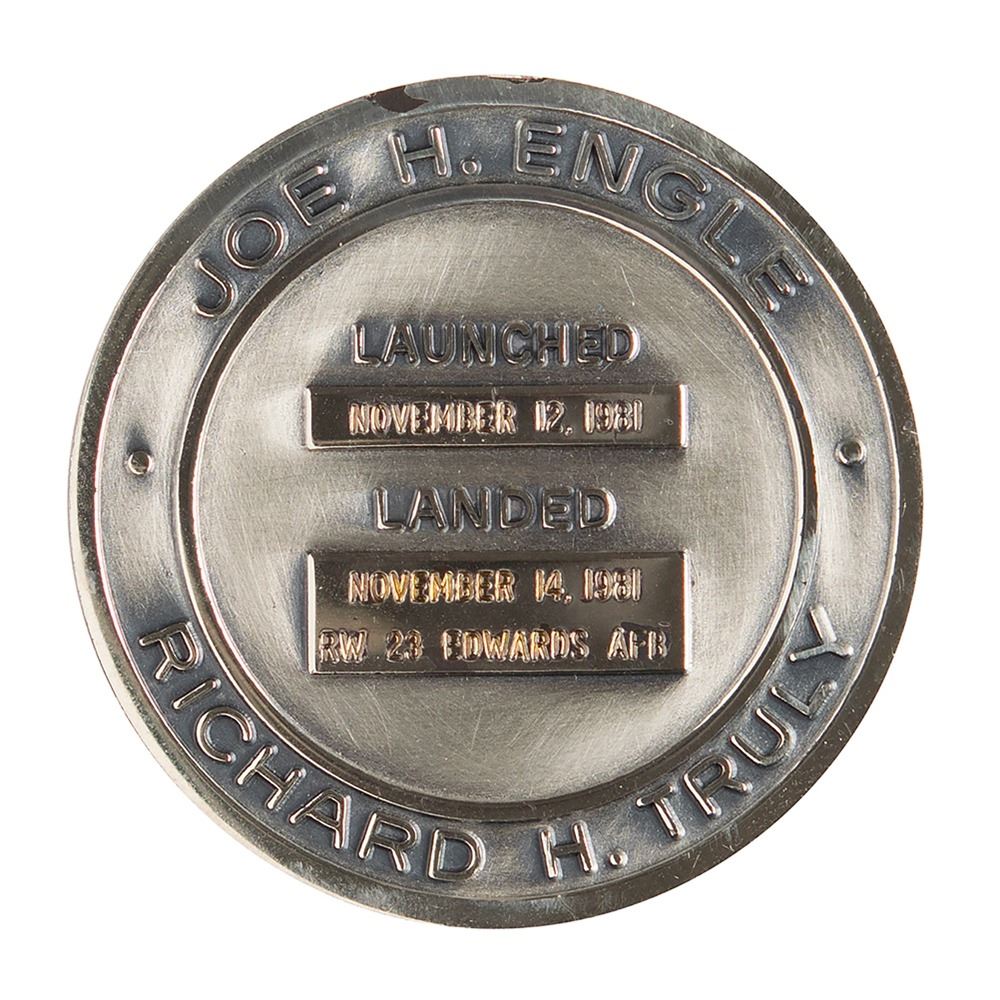 JOE H. ENGLE
LAUNCHED
NOVEMBER 12, 1981
LANDED
NOVEMBER 14, 1981
RW 23 EDWARDS AFB
RICHARD H. TRULY